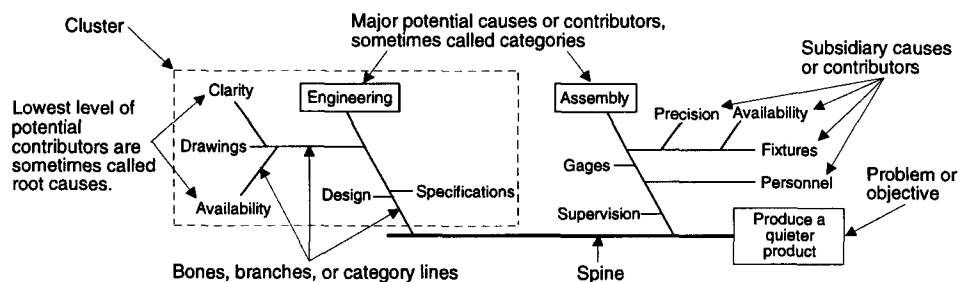 Cluster
Major potential causes or contributors,
sometimes called categories
Subsidiary causes
or contributors
Clarity
Engineering
Assembly
Precision
Availability
Lowest level of
potential
contributors are
sometimes called
root causes.
Drawings
Fixtures
Gages
Personnel
Problem or
objective
Design
Specifications
Availability
Supervision
Produce a
quieter
product
Bones, branches, or category lines
Spine